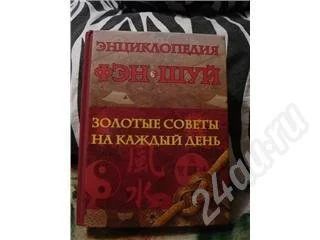 ЭНЦИКЛОПЕДИЯ
ФЭН-ШУЙ
ЗОЛОТЫЕ СОВЕТЫ
НА КАЖДЫЙ ДЕНЬ
風
水
24au.ru